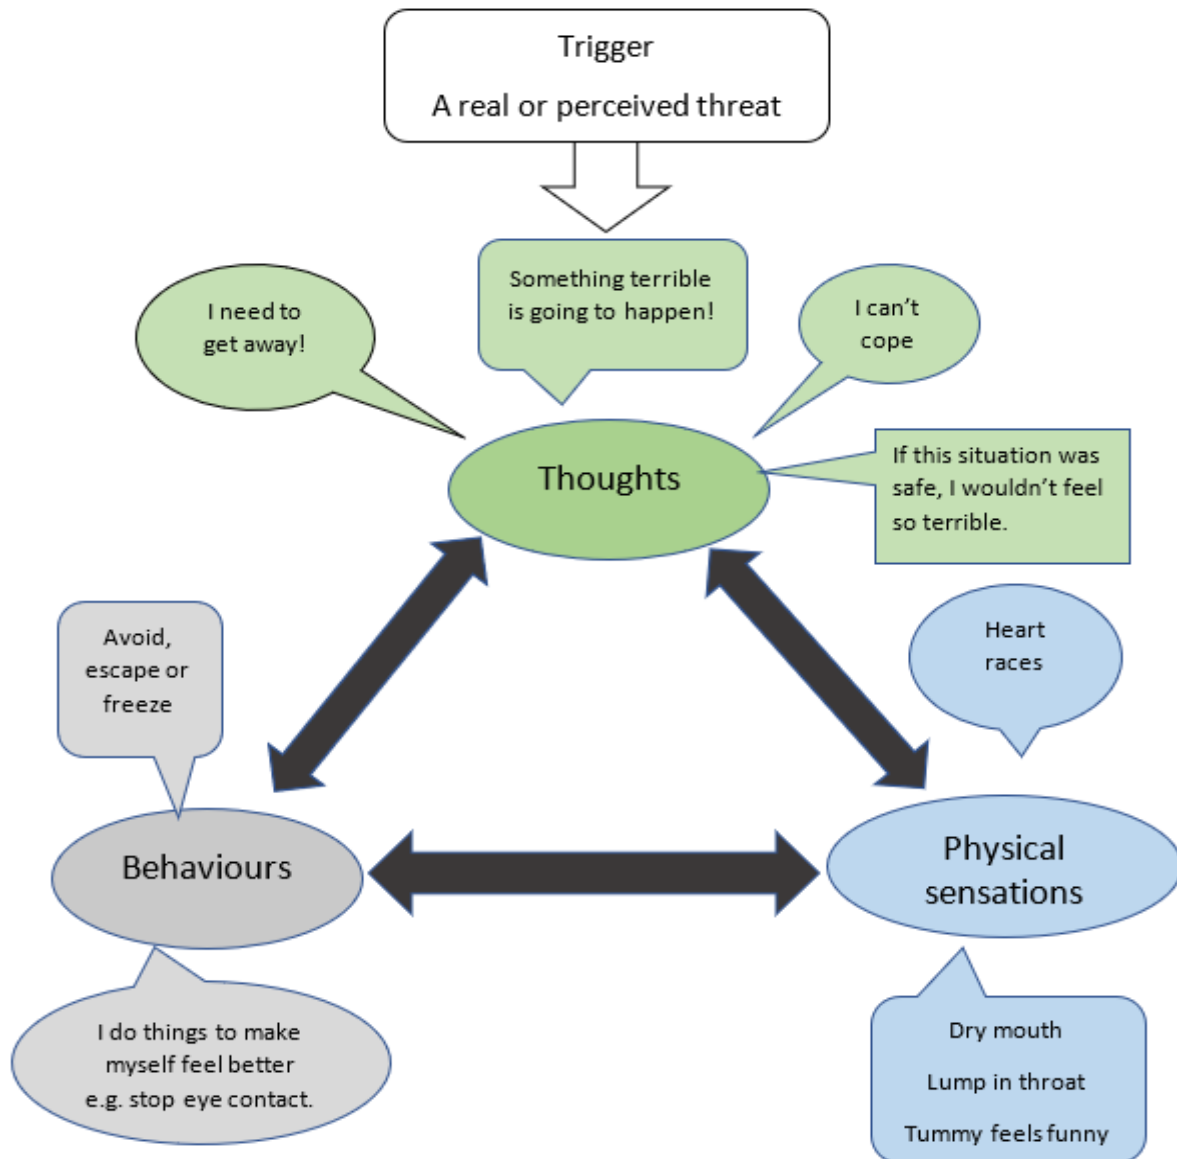 Trigger
A real or perceived threat
Something terrible
is going to happen!
I need to
get away!
I can’t
cope
Thoughts
If this situation was
safe, I wouldn’t feel
so terrible.
Avoid,
escape or
freeze
Heart
races
Behaviours
Physical
sensations
I do things to make
myself feel better
e.g. stop eye contact.
Dry mouth
Lump in throat
Tummy feels funny